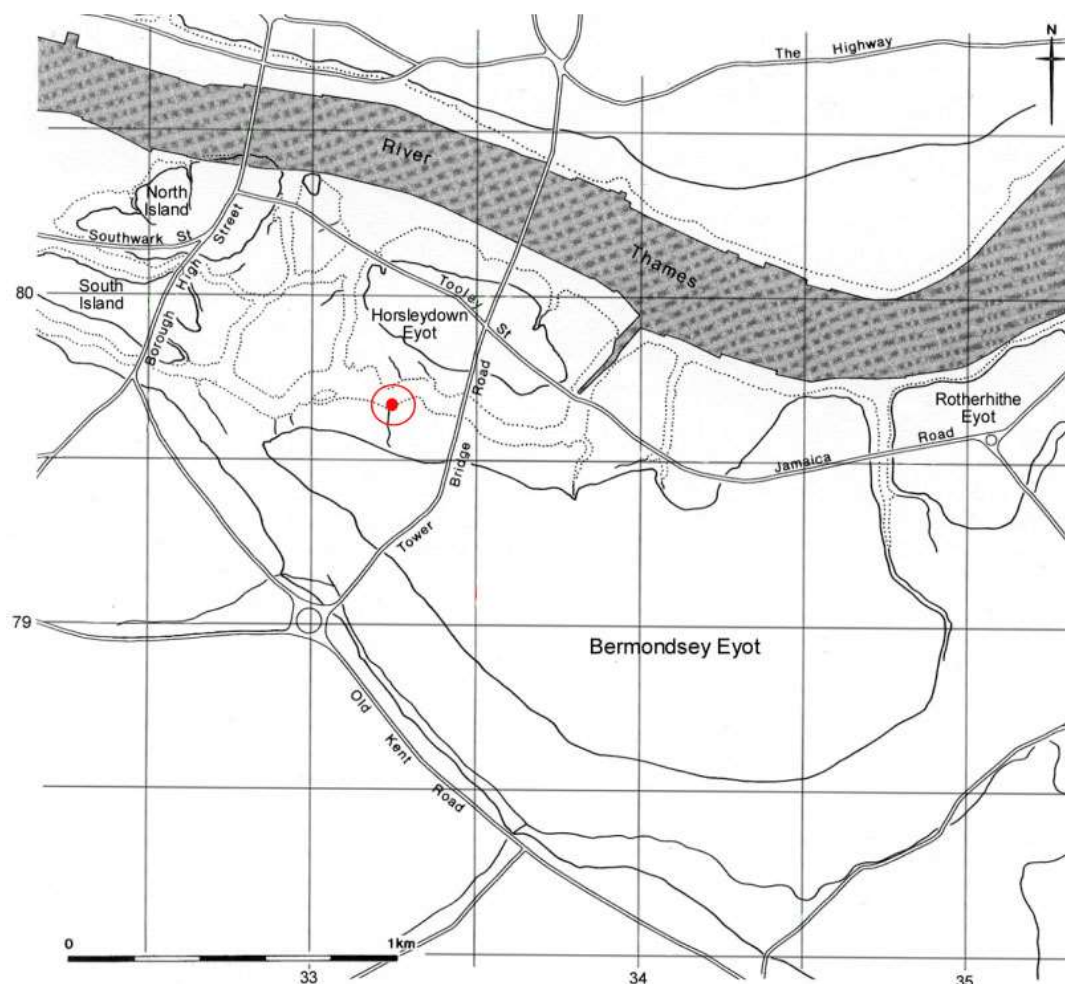 N
The Highway
River
North
Island
Southwark St
Borough High Street
Thames
80
South
Island
Tooley St
Horsleydown
Eyot
Rotherhithe
Eyot
Jamaica Road
Tower Bridge Road
79
Bermondsey Eyot
Old Kent Road
0
1km
33
34
35